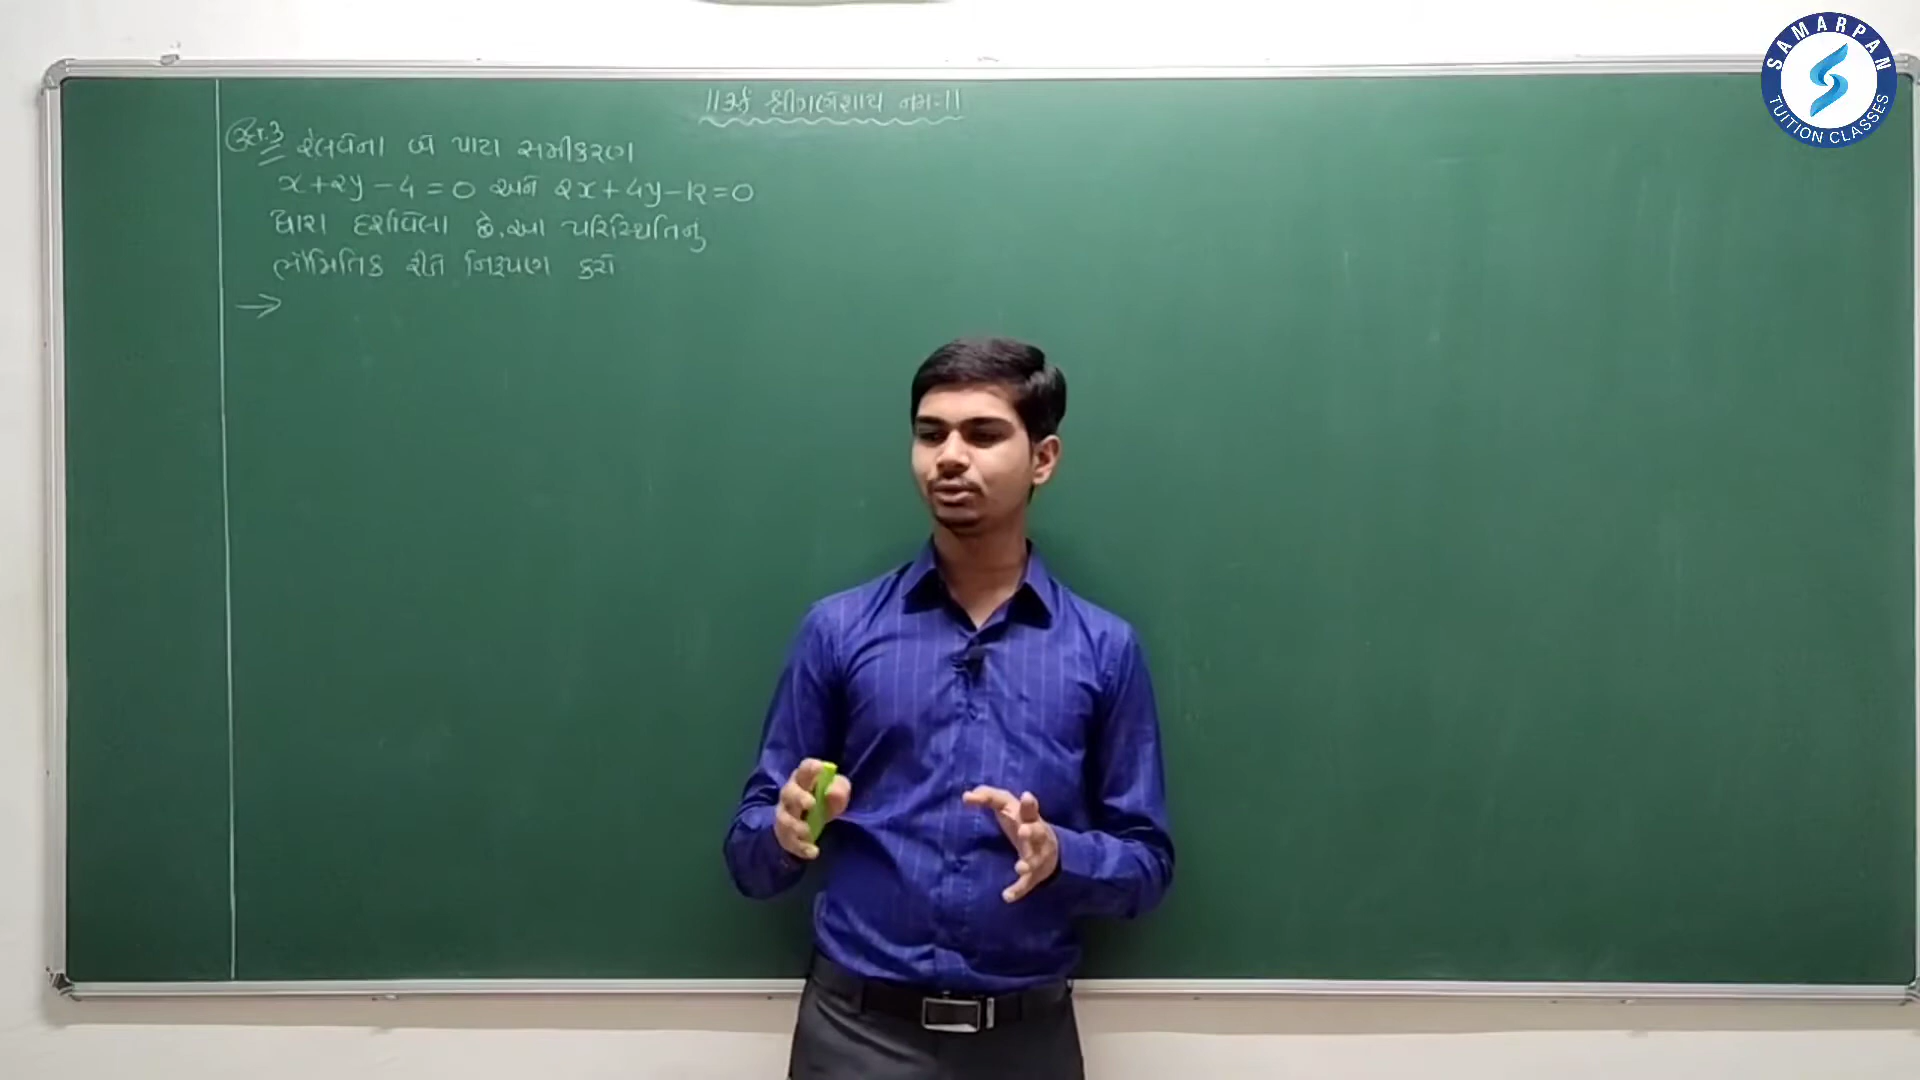 ||ૐ શ્રી ગણેશાય નમઃ||
ઉદા.3 રેલવેના બે પાટા સમીકરણ
x+2y-4=0 અને 2x+4y-12=0
દ્વારા દર્શાવેલા છે. આ પરિસ્થિતિનું
ભૌમિતિક રીતે નિરૂપણ કરો
→
SAMARPAN
TUITION CLASSES